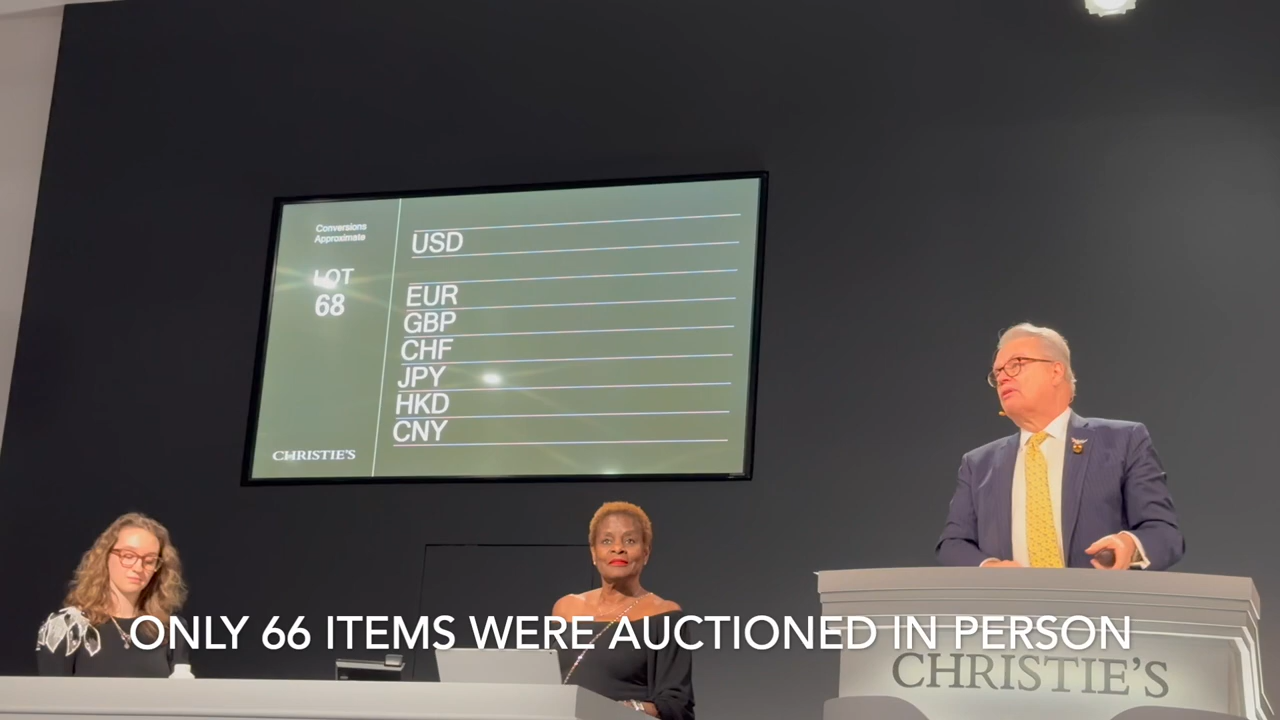 Conversions
Approximate
LOT
68
CHRISTIE'S
USD
EUR
GBP
CHF
JPY
HKD
CNY
ONLY 66 ITEMS WERE AUCTIONED IN PERSON
CHRISTIE'S